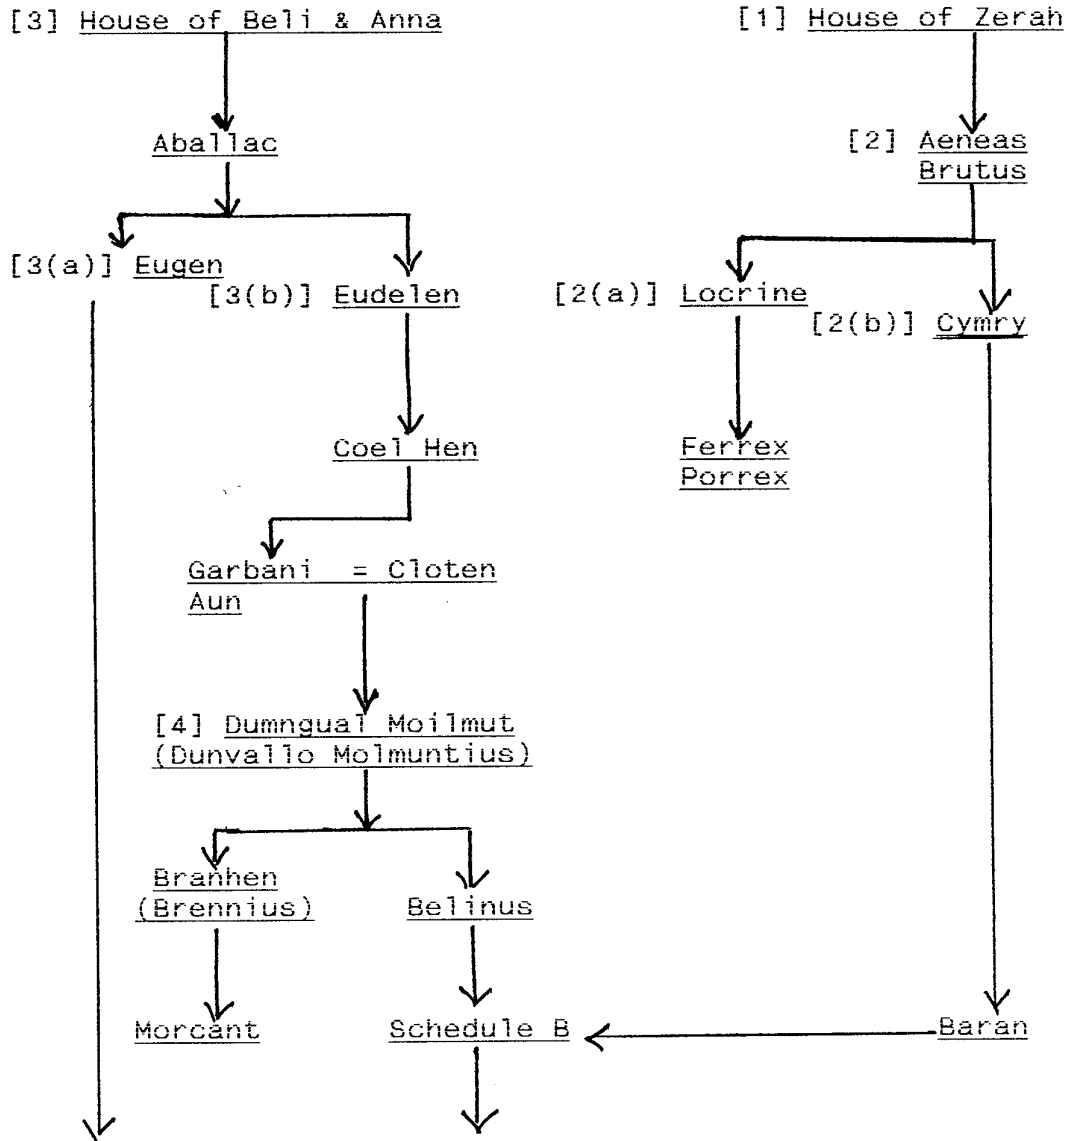 [3] House of Beli & Anna
[1] House of Zerah
Aballac
[2] Aeneas
Brutus
[3(a)] Eugen
[3(b)] Eudelen
[2(a)] Locrine
[2(b)] Cymry
Coel Hen
Ferrex
Porrex
Garbani = Cloten
Aun
[4] Dumngual Moilmut
(Dunvallo Molmuntius)
Branhen
(Brennius)
Belinus
Morcant
Schedule B
Baran